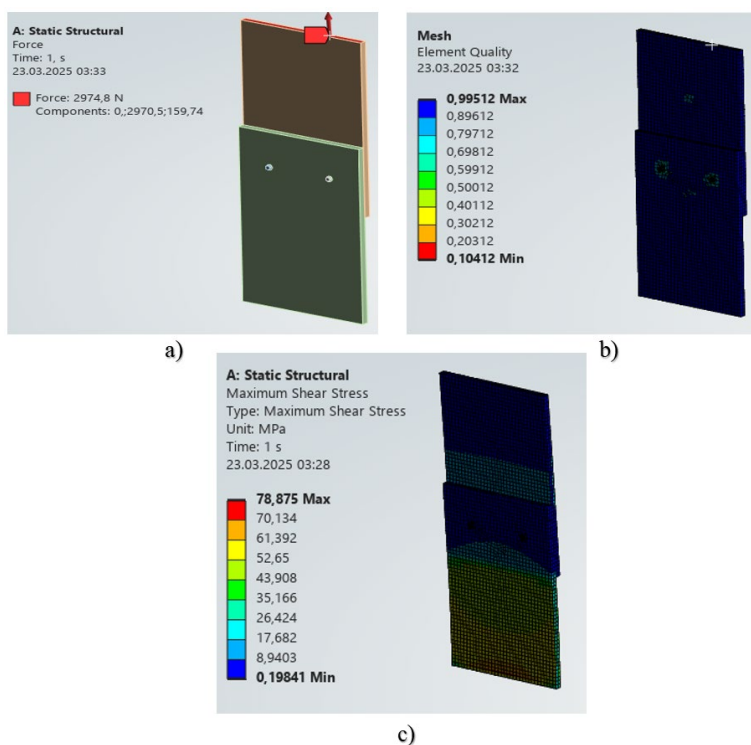 A: Static Structural
Force
Time: 1, s
23.03.2025 03:33
Force: 2974,8 N
Components: 0,;2970,5;159,74
a)
Mesh
Element Quality
23.03.2025 03:32
0,99512 Max
0,89612
0,79712
0,69812
0,59912
0,50012
0,40112
0,30212
0,20312
0,10412 Min
b)
A: Static Structural
Maximum Shear Stress
Type: Maximum Shear Stress
Unit: MPa
Time: 1 s
23.03.2025 03:28
78,875 Max
70,134
61,392
52,65
43,908
35,166
26,424
17,682
8,9403
0,19841 Min
c)